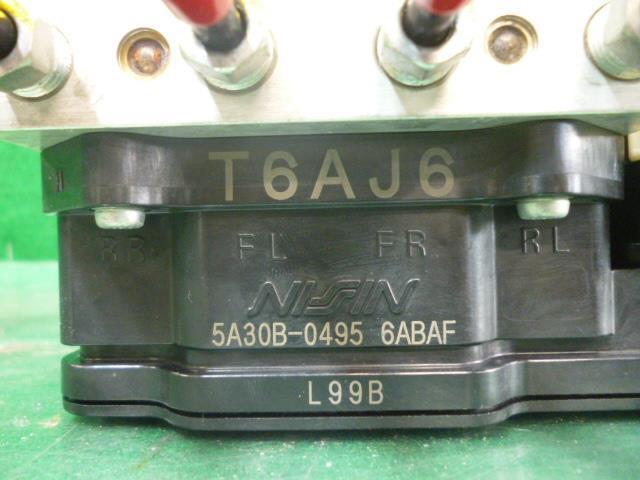 T6AJ6
RR FL FR RL
NISSIN
5A30B-0495 6ABAF
L99B